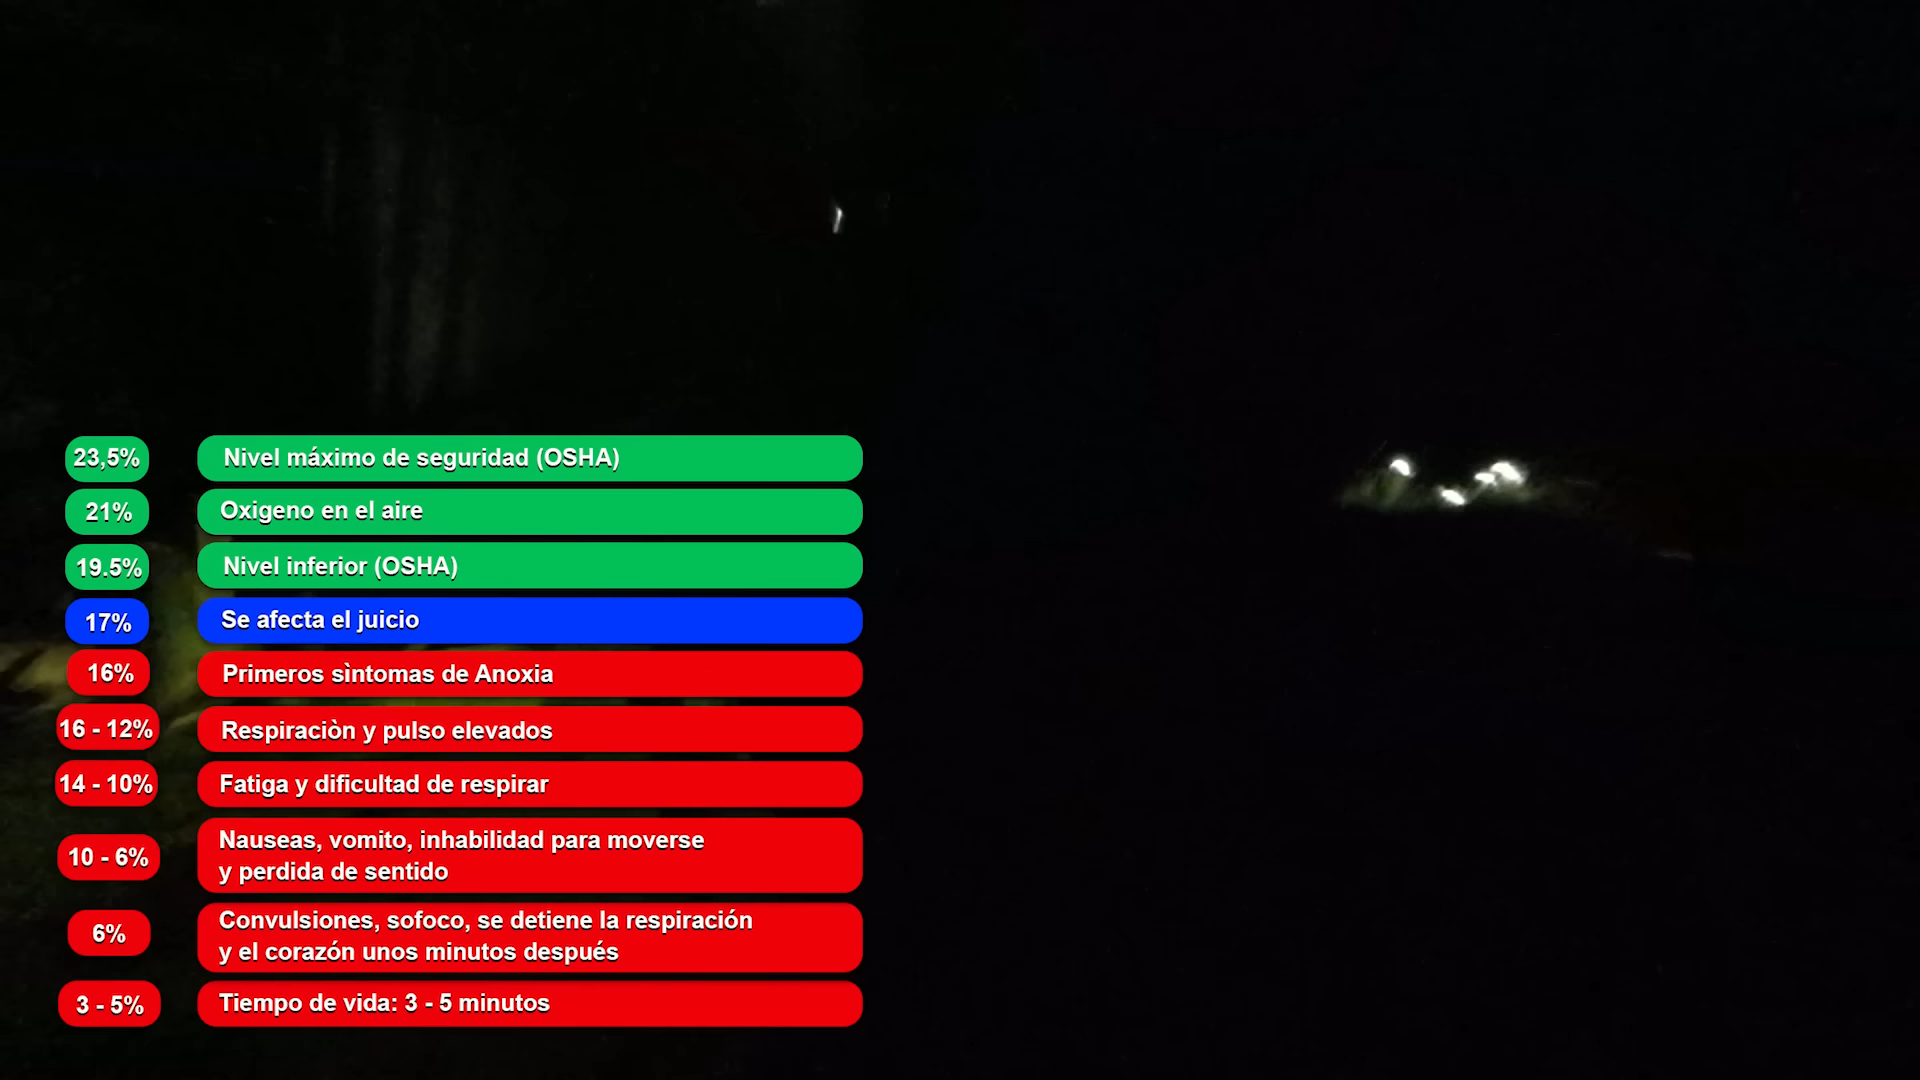 23,5% Nivel máximo de seguridad (OSHA)
21% Oxigeno en el aire
19.5% Nivel inferior (OSHA)
17% Se afecta el juicio
16% Primeros sìntomas de Anoxia
16 - 12% Respiraciòn y pulso elevados
14 - 10% Fatiga y dificultad de respirar
10 - 6% Nauseas, vomito, inhabilidad para moverse
y perdida de sentido
6% Convulsiones, sofoco, se detiene la respiración
y el corazón unos minutos después
3 - 5% Tiempo de vida: 3 - 5 minutos